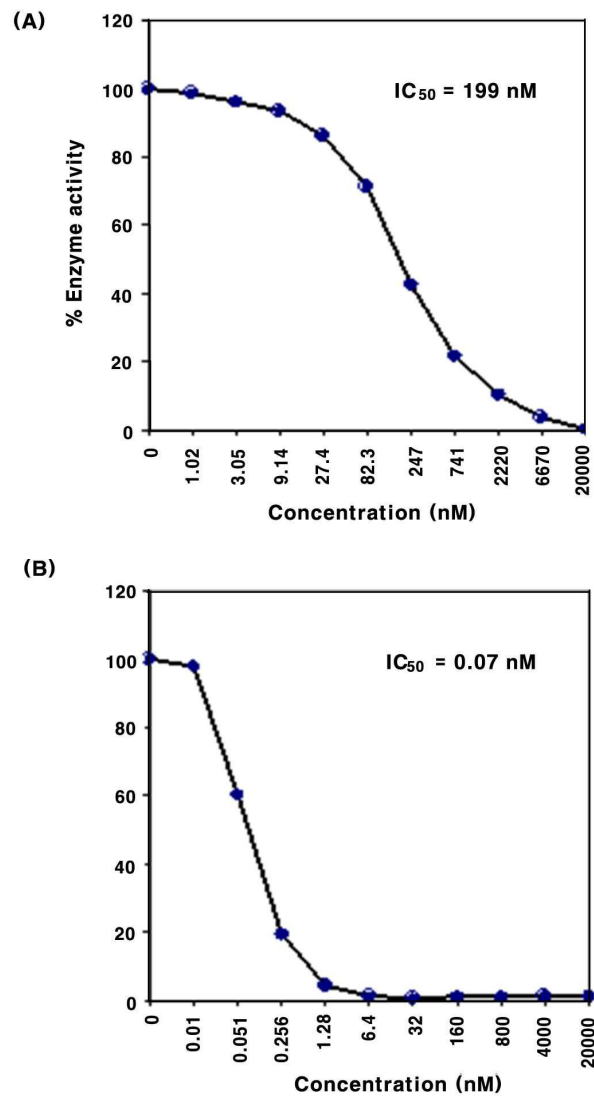 (A)
120
100
80
60
40
20
0
% Enzyme activity
IC50 = 199 nM
0 1.02 3.05 9.14 27.4 82.3 247 741 2220 6670 20000
Concentration (nM)
(B)
120
100
80
60
40
20
0
IC50 = 0.07 nM
0 0.01 0.051 0.256 1.28 6.4 32 160 800 4000 20000
Concentration (nM)